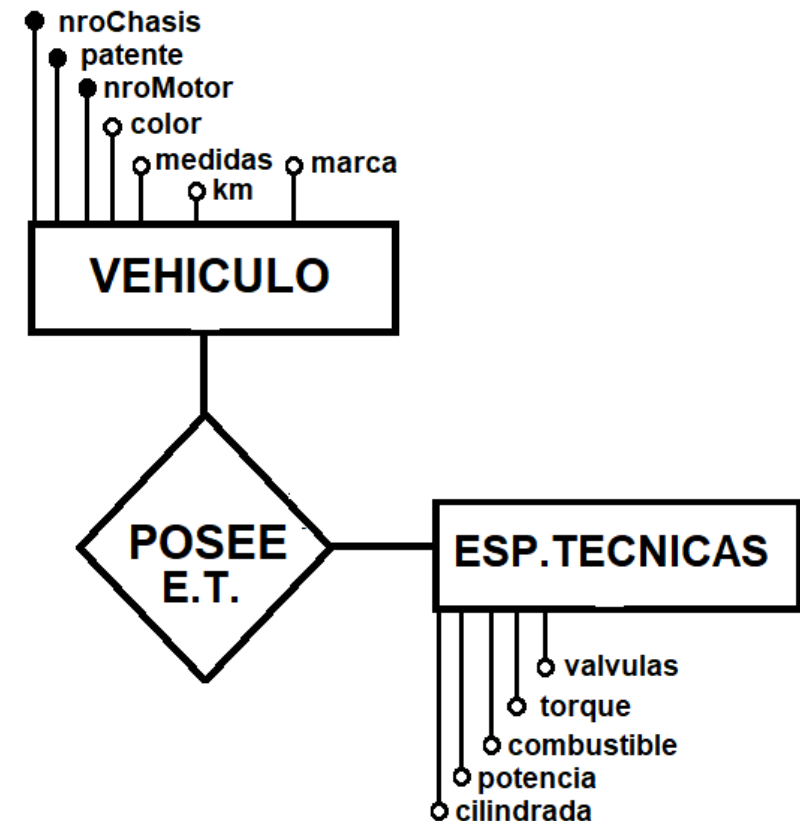 nroChasis
patente
nroMotor
color
medidas
marca
km
VEHICULO
POSEE
E.T.
ESP.TECNICAS
valvulas
torque
combustible
potencia
cilindrada